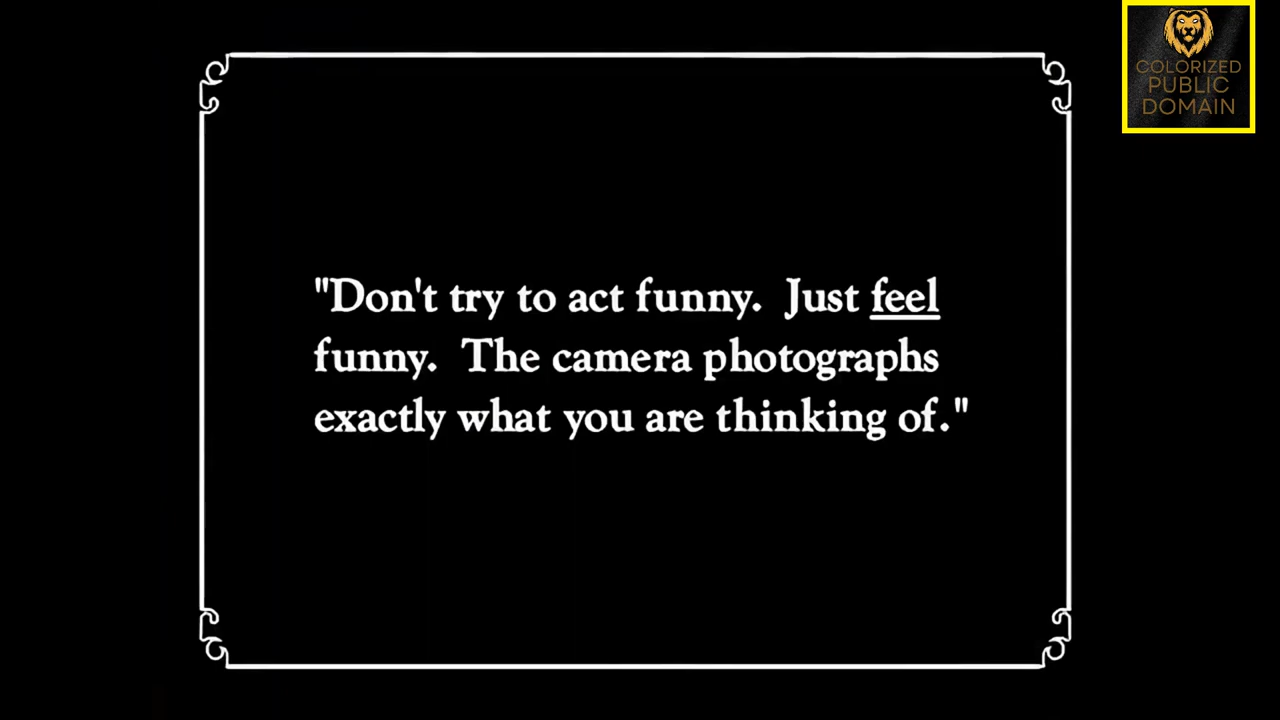 COLORIZED
PUBLIC
DOMAIN
"Don't try to act funny.  Just feel
funny.  The camera photographs
exactly what you are thinking of."